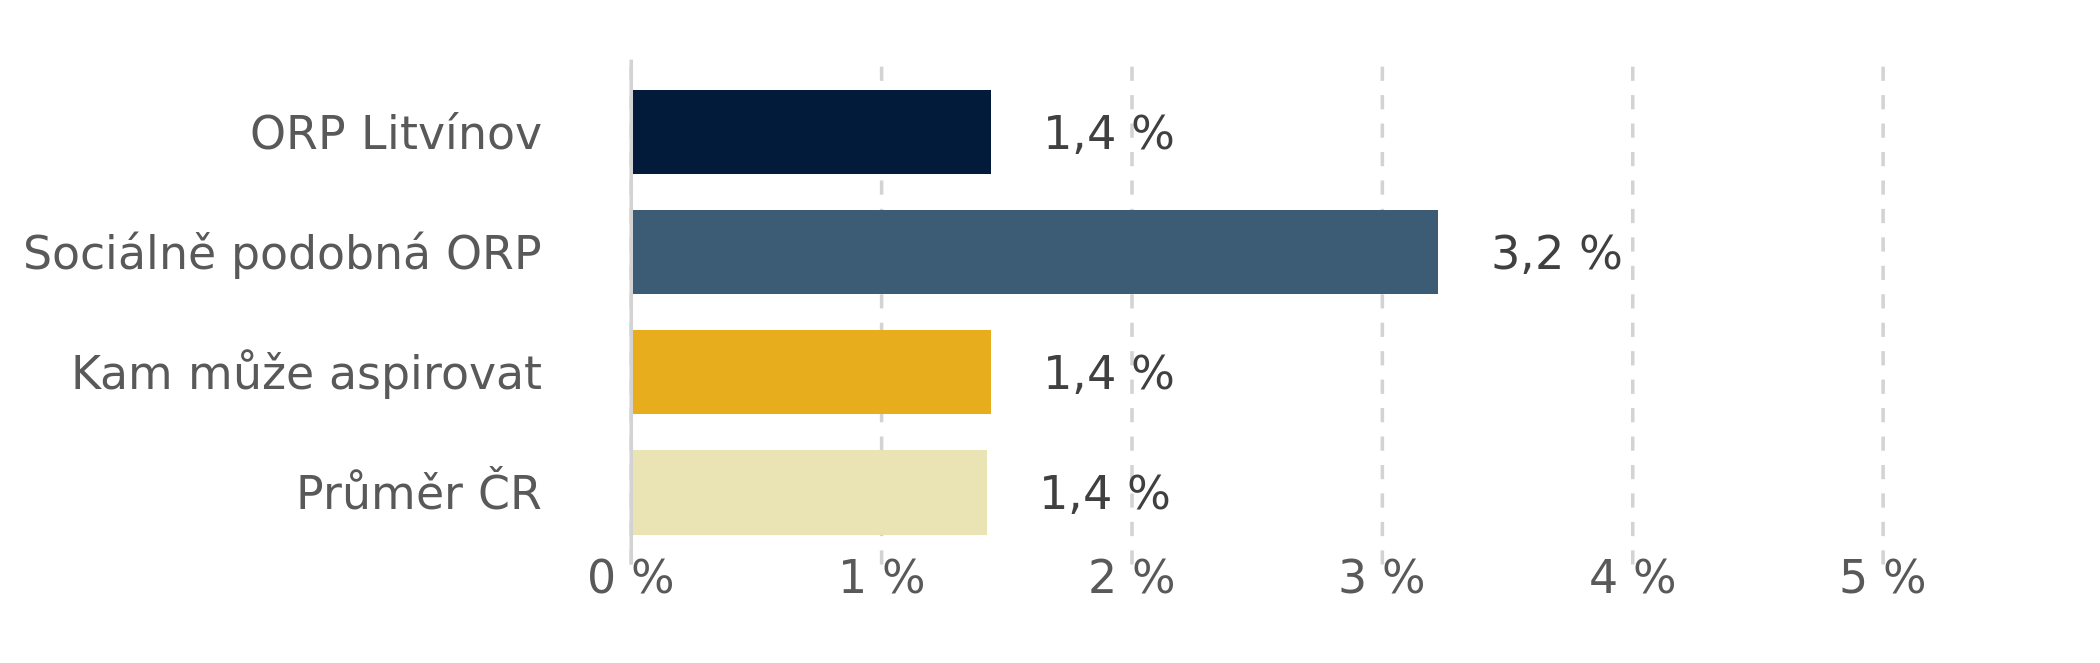 ORP Litvínov 1,4 %
Sociálně podobná ORP 3,2 %
Kam může aspirovat 1,4 %
Průměr ČR 1,4 %
0 % 1 % 2 % 3 % 4 % 5 %